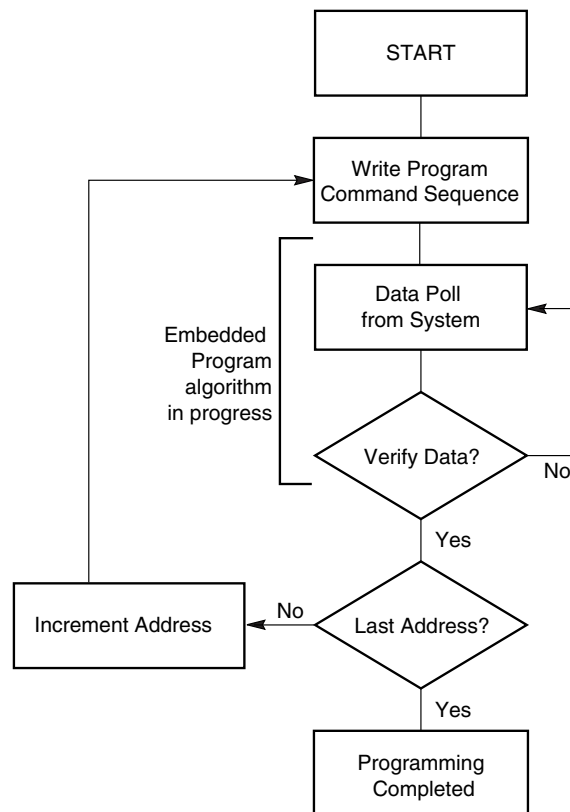 START
Write Program
Command Sequence
Data Poll
from System
Embedded
Program
algorithm
in progress
Verify Data?
No
Yes
Last Address?
No
Increment Address
Yes
Programming
Completed